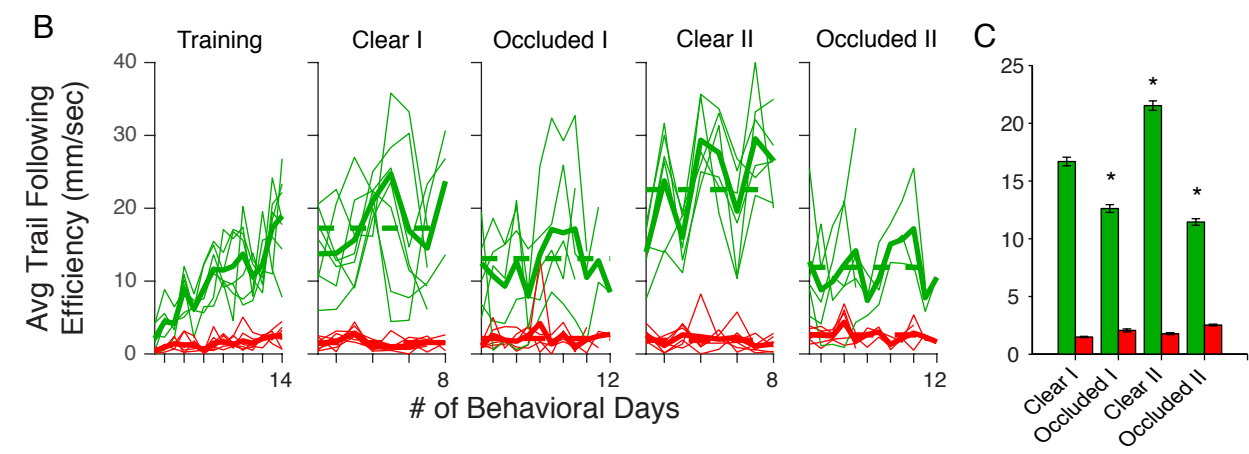 B
Training Clear I Occluded I Clear II Occluded II
Avg Trail Following
Efficiency (mm/sec)
40
30
20
10
0
14 8 12 8 12
# of Behavioral Days
C
25
20
15
10
5
0
* * *
Clear I
Occluded I
Clear II
Occluded II